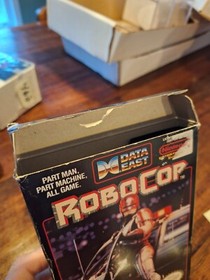 DATA
EAST
PART MAN.
PART MACHINE.
ALL GAME.
ROBOCOP